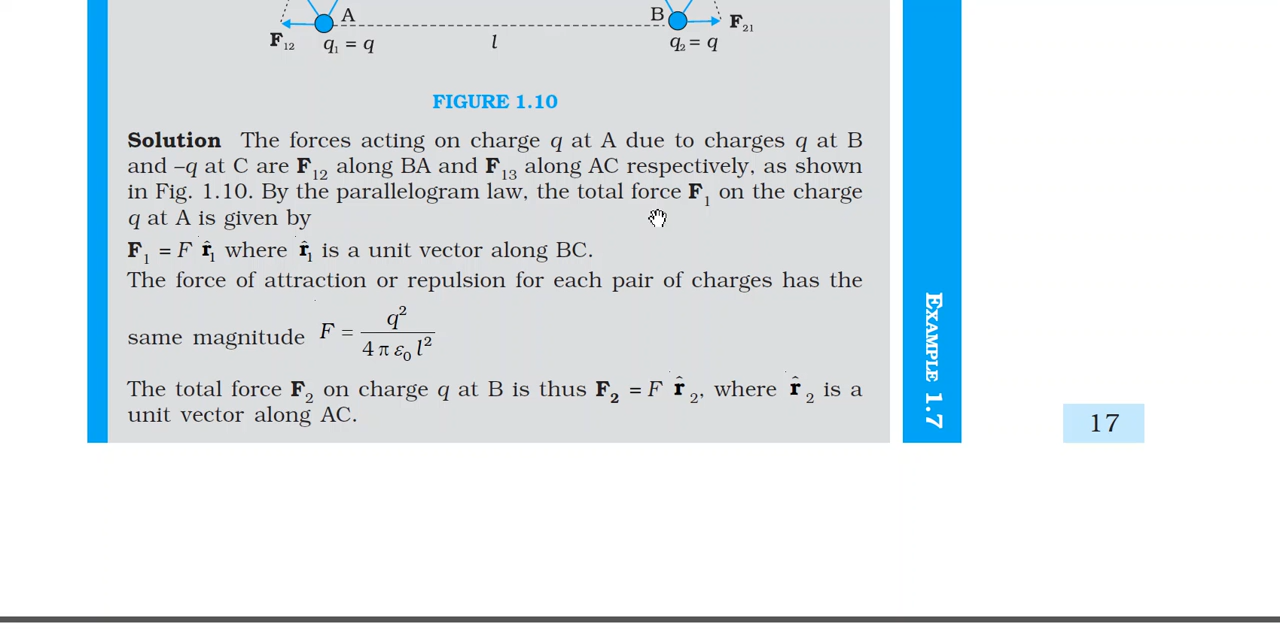 A
B
F₁₂
q₁ = q
l
q₂ = q
F₂₁
FIGURE 1.10
Solution The forces acting on charge q at A due to charges q at B
and –q at C are F₁₂ along BA and F₁₃ along AC respectively, as shown
in Fig. 1.10. By the parallelogram law, the total force F₁ on the charge
q at A is given by
F₁ = F r̂₁ where r̂₁ is a unit vector along BC.
The force of attraction or repulsion for each pair of charges has the
same magnitude F = q² / 4 π ε₀ l²
The total force F₂ on charge q at B is thus F₂ = F r̂ ₂, where r̂ ₂ is a
unit vector along AC.
EXAMPLE 1.7
17